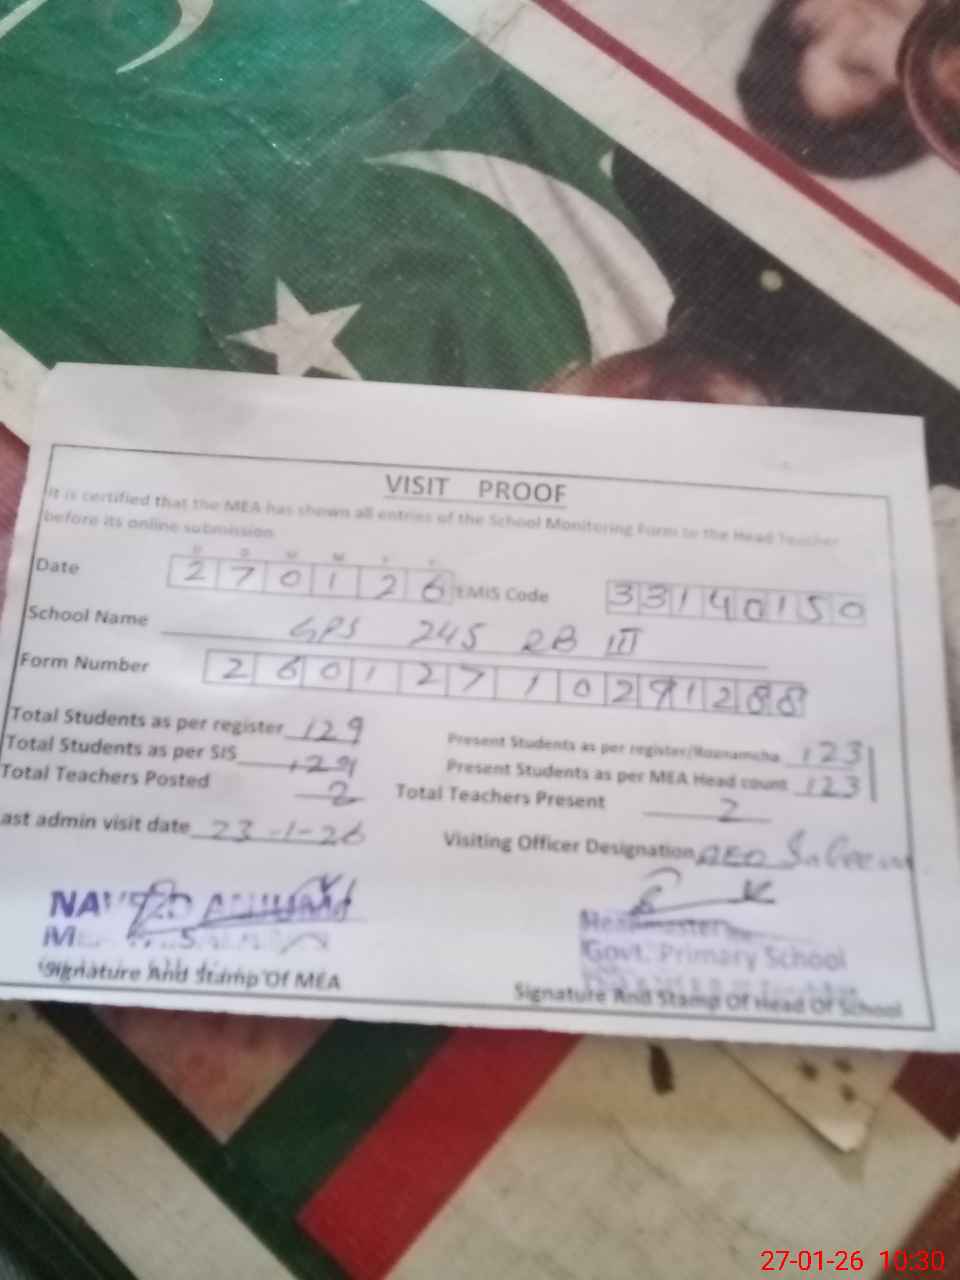 VISIT PROOF
It is certified that the MEA has shown all entries of the School Monitoring Form to the Head Teacher
before its online submission
D D M M Y Y
Date 2 7 0 1 2 6 EMIS Code 3 3 1 4 0 1 5 0
School Name GPS 245 RB III
Form Number 2 6 0 1 2 7 1 0 2 9 1 2 8 8
Total Students as per register 129 Present Students as per register/Roznamcha 123
Total Students as per SIS 129 Present Students as per MEA Head count 123
Total Teachers Posted 2 Total Teachers Present 2
ast admin visit date 23-1-26 Visiting Officer Designation AEO Saleem
Headmaster
Govt. Primary School
Signature And Stamp Of MEA
Signature And Stamp Of Head Of School
27-01-26 10:30